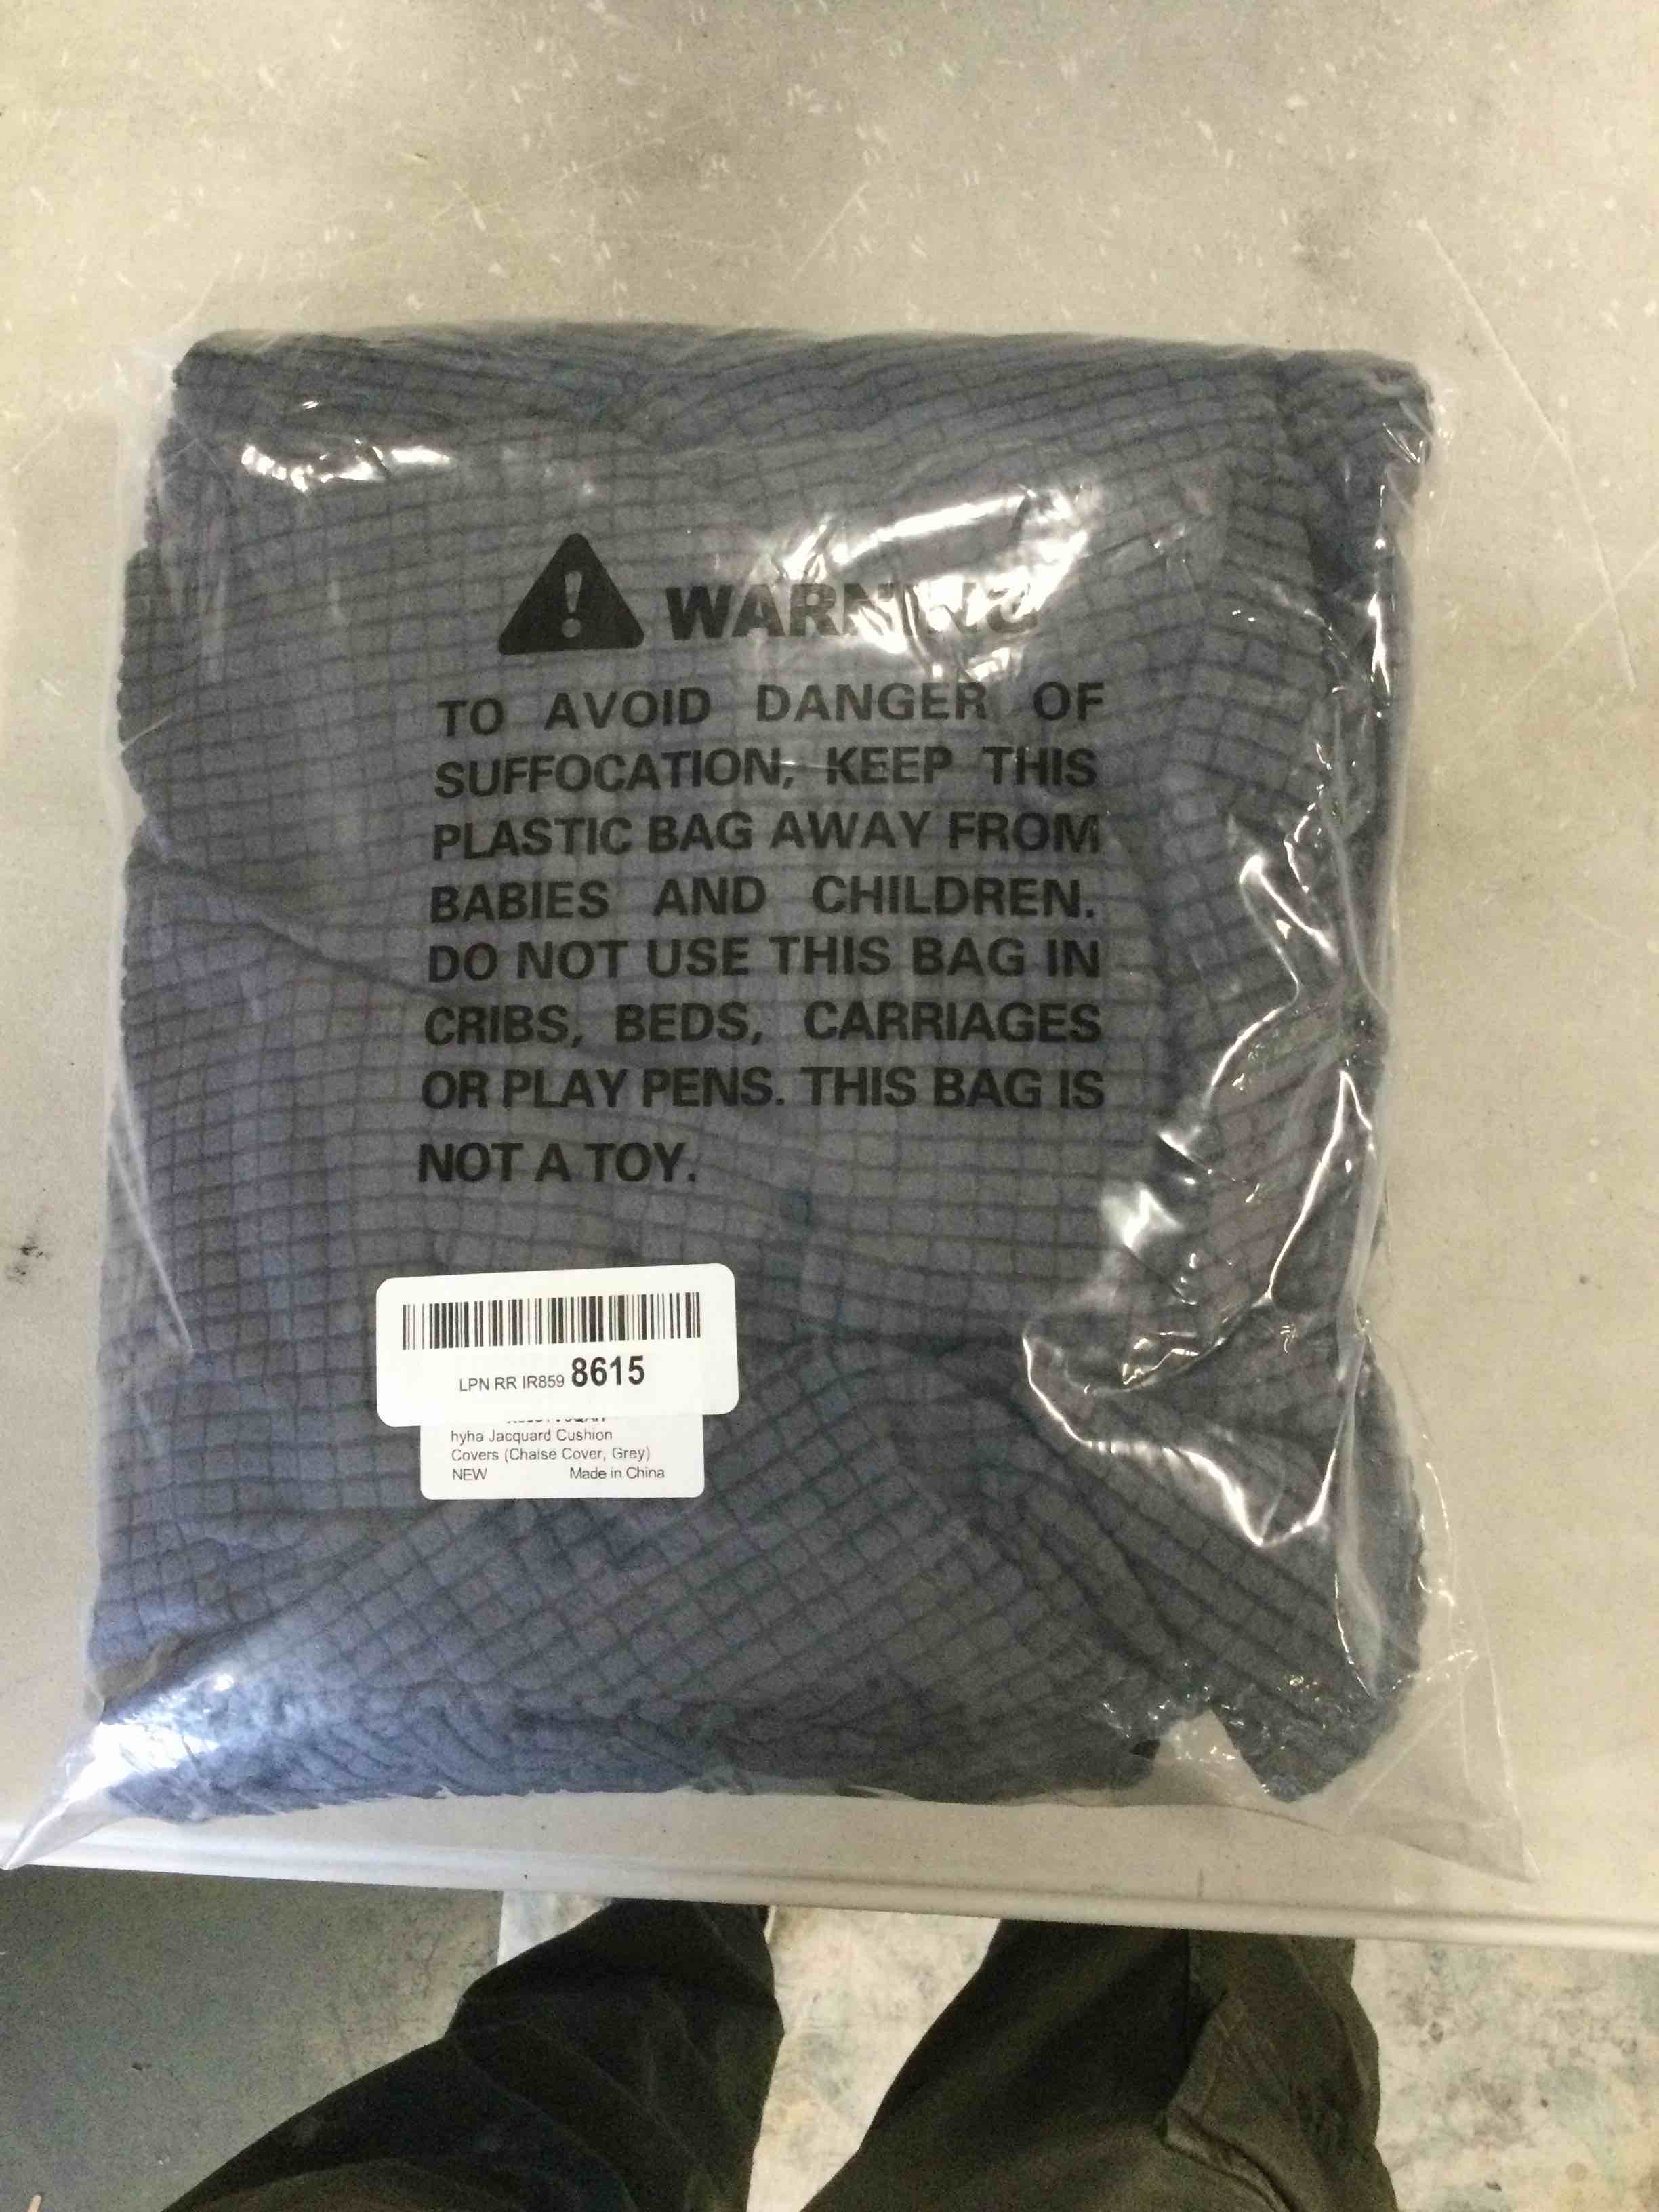 WARNING
TO AVOID DANGER OF
SUFFOCATION, KEEP THIS
PLASTIC BAG AWAY FROM
BABIES AND CHILDREN.
DO NOT USE THIS BAG IN
CRIBS, BEDS, CARRIAGES
OR PLAY PENS. THIS BAG IS
NOT A TOY.
LPN RR IR859 8615
hyha Jacquard Cushion
Covers (Chaise Cover, Grey)
NEW Made in China